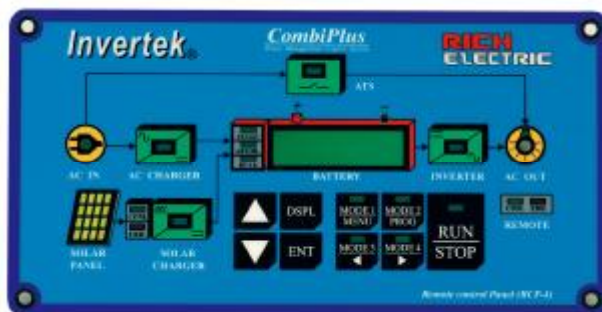 Invertek®
CombiPlus
RICH
ELECTRIC
ATS
AC IN
AC CHARGER
BATTERY
INVERTER
AC OUT
SOLAR
PANEL
SOLAR
CHARGER
DSPL
ENT
MODE1
MENU
MODE2
PROG
MODE3
MODE4
RUN
STOP
REMOTE
Remote control Panel (RCP-4)